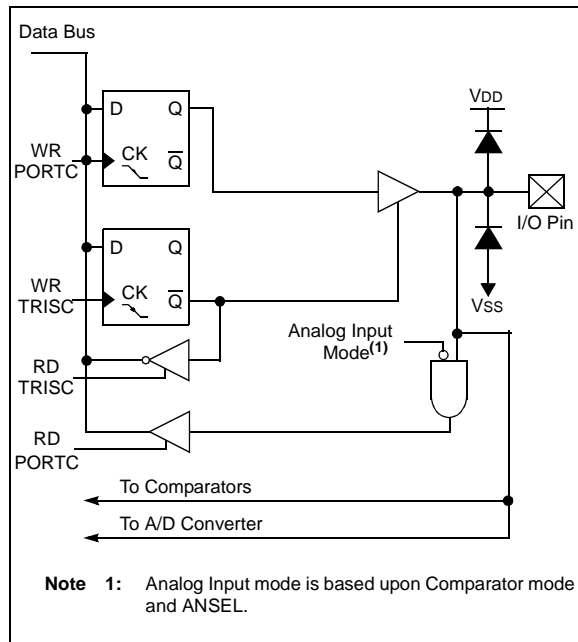 Data Bus
D Q
WR
PORTC
CK Q
VDD
I/O Pin
D Q
WR
TRISC
CK Q
VSS
Analog Input
Mode(1)
RD
TRISC
RD
PORTC
To Comparators
To A/D Converter
Note 1: Analog Input mode is based upon Comparator mode
and ANSEL.